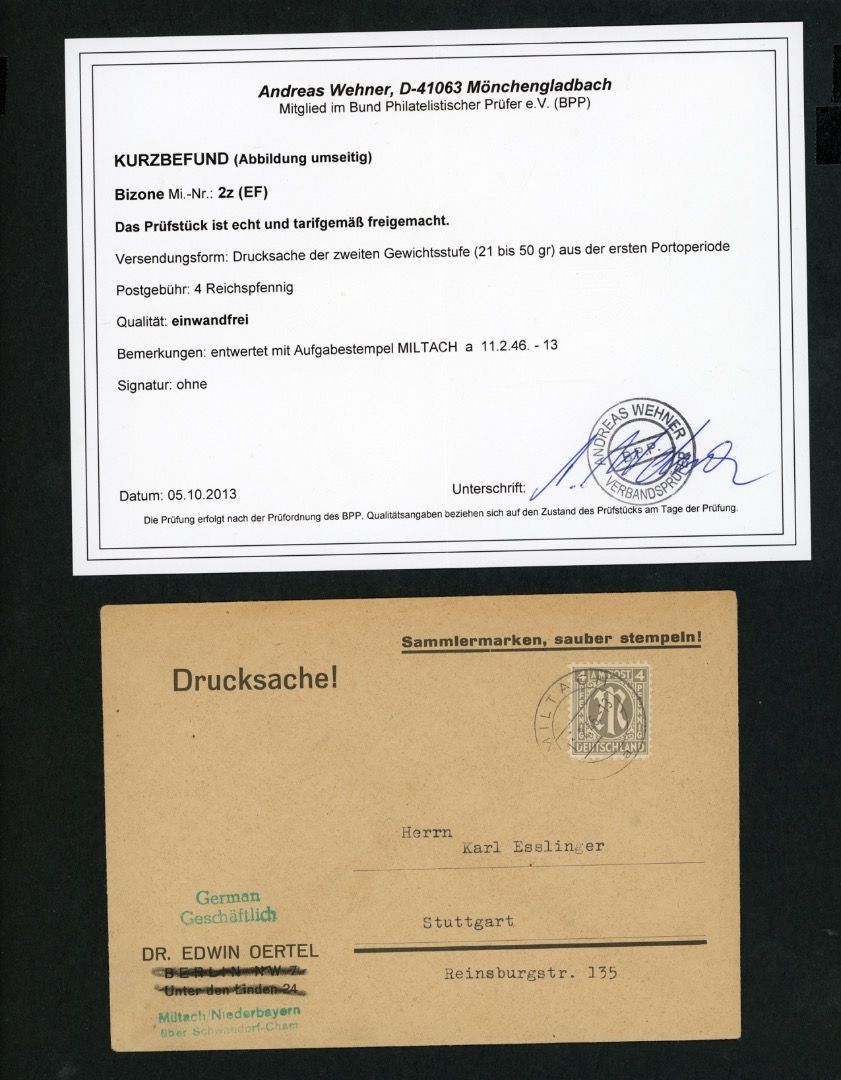 Andreas Wehner, D-41063 Mönchengladbach
Mitglied im Bund Philatelistischer Prüfer e.V. (BPP)
KURZBEFUND (Abbildung umseitig)
Bizone Mi.-Nr.: 2z (EF)
Das Prüfstück ist echt und tarifgemäß freigemacht.
Versendungsform: Drucksache der zweiten Gewichtsstufe (21 bis 50 gr) aus der ersten Portoperiode
Postgebühr: 4 Reichspfennig
Qualität: einwandfrei
Bemerkungen: entwertet mit Aufgabestempel MILTACH a 11.2.46. - 13
Signatur: ohne
ANDREAS WEHNER
B.P.P.
VERBANDSPRÜFER
Datum: 05.10.2013
Unterschrift:
Die Prüfung erfolgt nach der Prüfordnung des BPP. Qualitätsangaben beziehen sich auf den Zustand des Prüfstücks am Tage der Prüfung.
Sammlermarken, sauber stempeln!
Drucksache!
4 AM POST 4
PFENNIG
M
PFENNIG
DEUTSCHLAND
MILTACH
a
Herrn
Karl Esslinger
Stuttgart
Reinsburgstr. 135
German
Geschäftlich
DR. EDWIN OERTEL
BERLIN NW 7
Unter den Linden 24
Miltach/Niederbayern
über Schwandorf-Cham